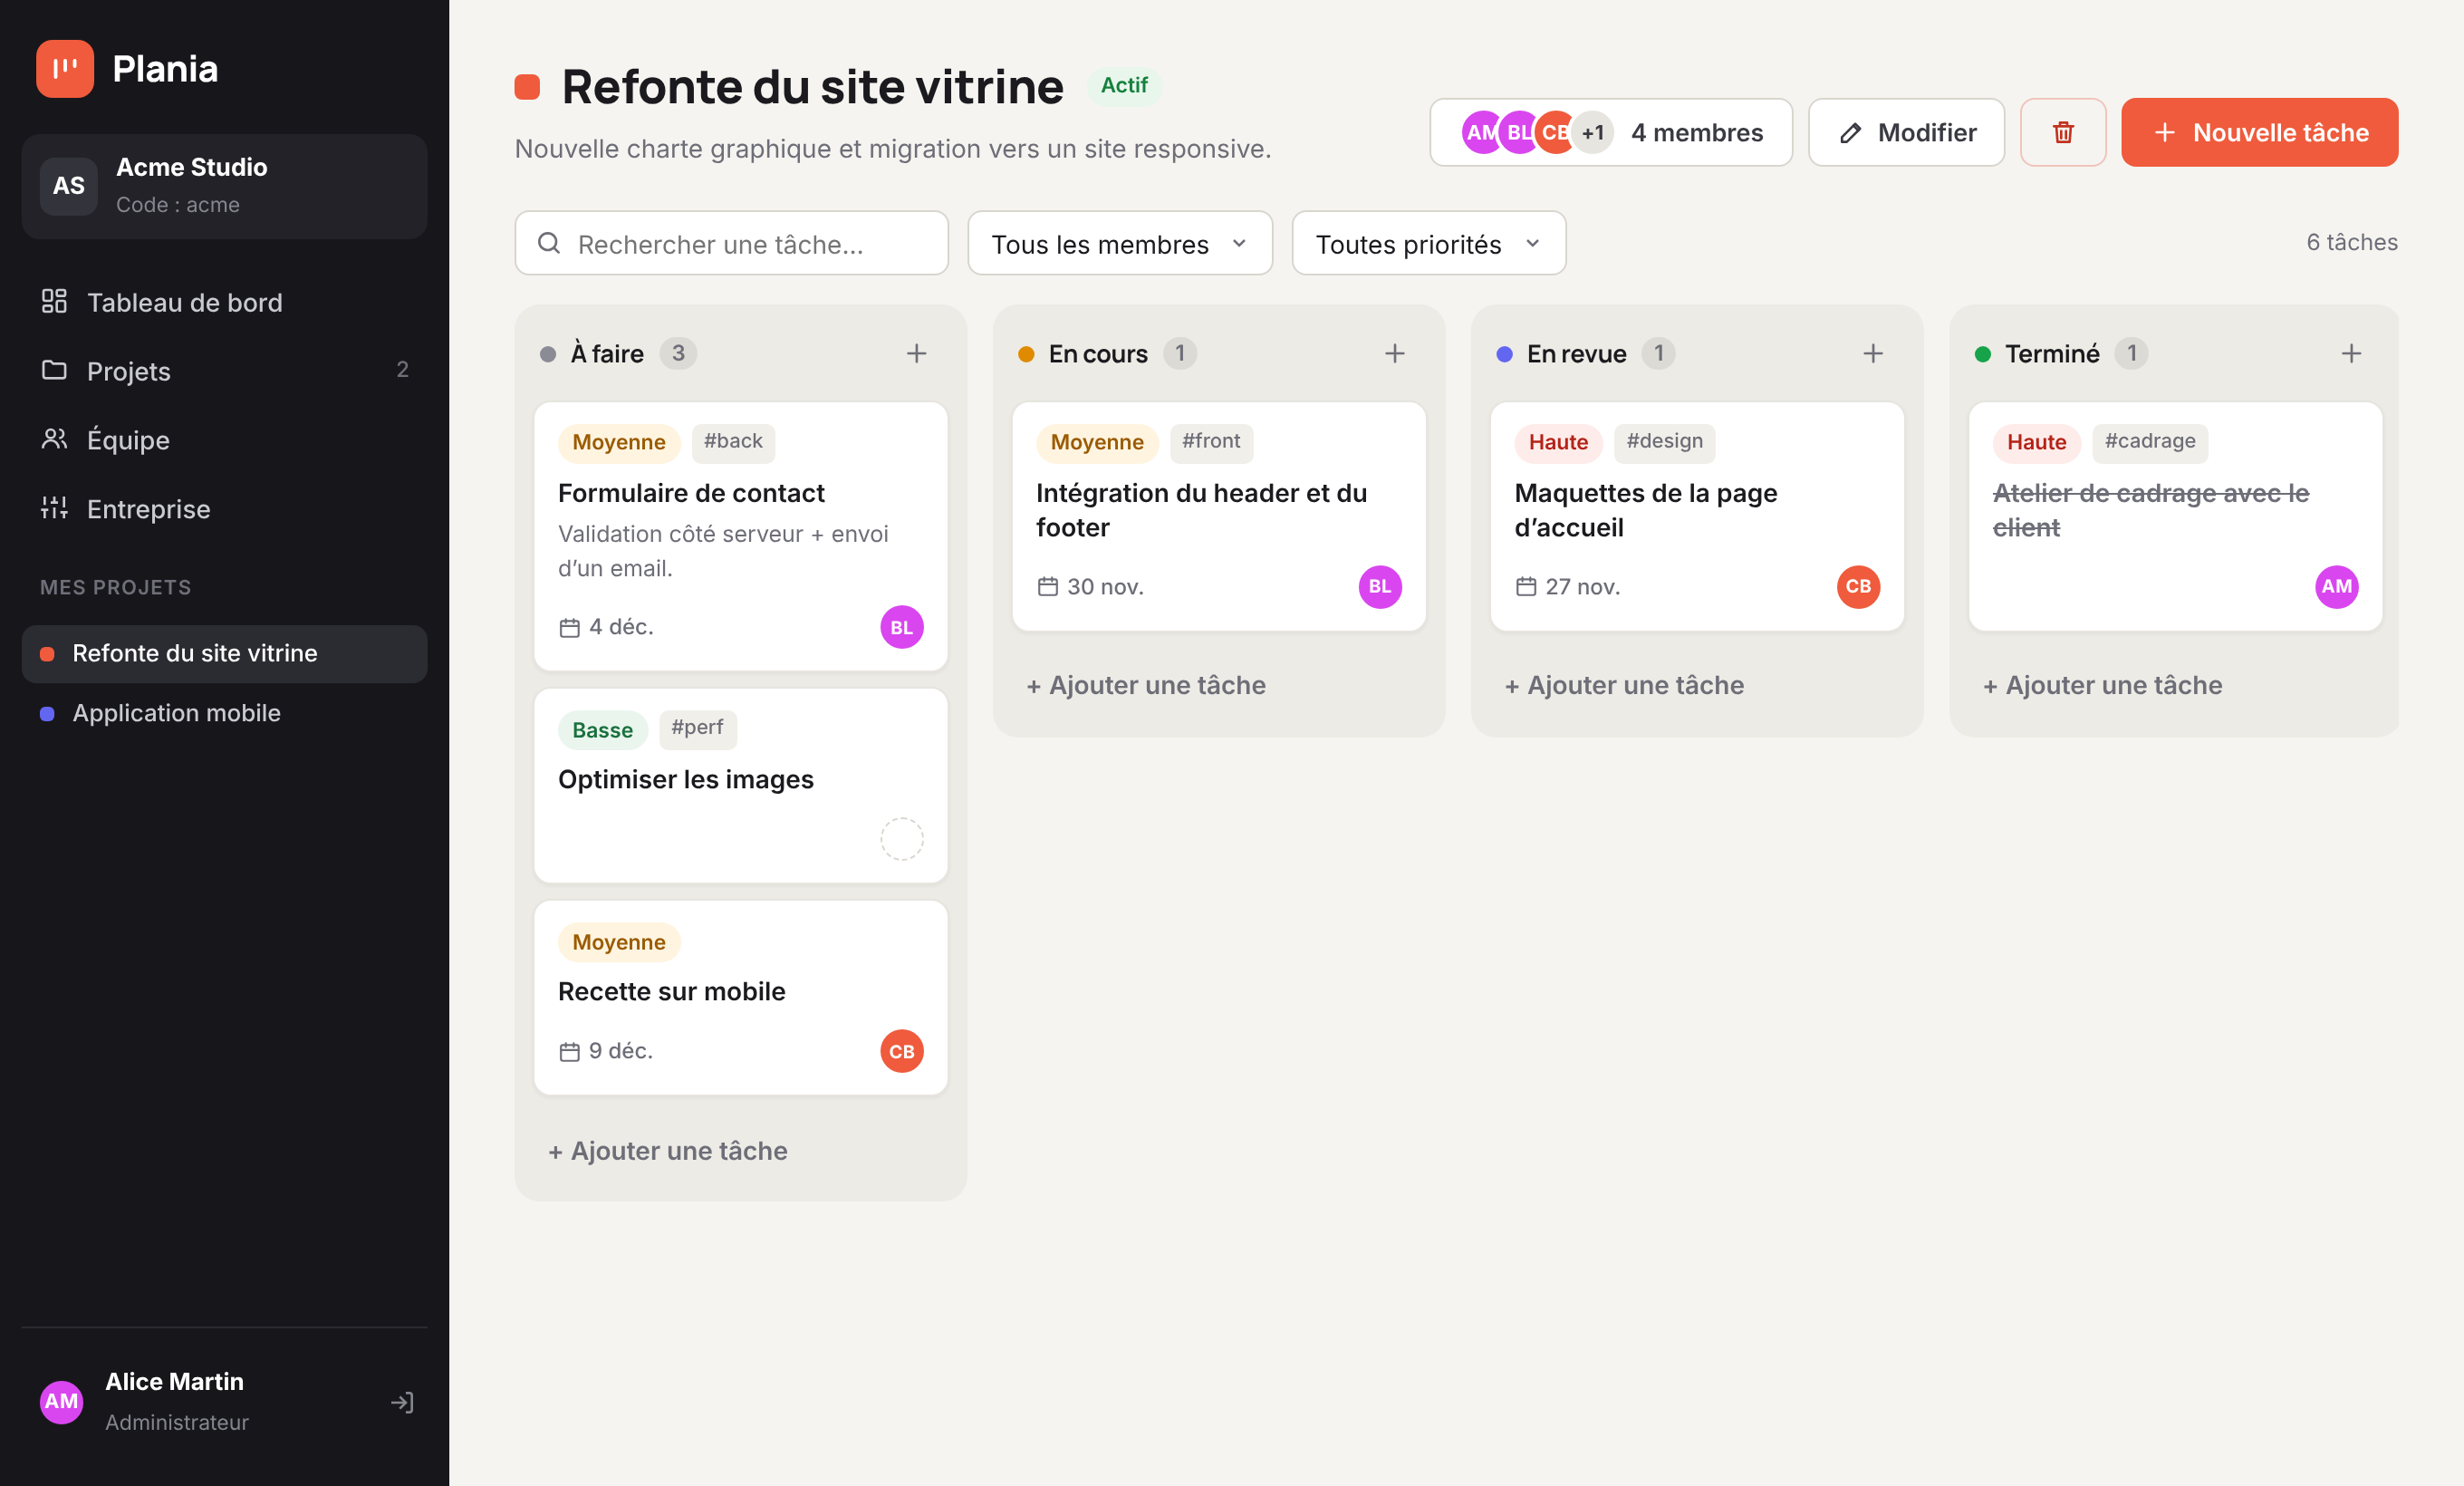 Plania
AS
Acme Studio
Code : acme
Tableau de bord
Projets 2
Équipe
Entreprise
MES PROJETS
Refonte du site vitrine
Application mobile
AM
Alice Martin
Administrateur
Refonte du site vitrine Actif
Nouvelle charte graphique et migration vers un site responsive.
AM BL CB +1 4 membres
Modifier
+ Nouvelle tâche
Rechercher une tâche...
Tous les membres
Toutes priorités
6 tâches
À faire 3 +
Moyenne #back
Formulaire de contact
Validation côté serveur + envoi
d’un email.
4 déc. BL
Basse #perf
Optimiser les images
Moyenne
Recette sur mobile
9 déc. CB
+ Ajouter une tâche
En cours 1 +
Moyenne #front
Intégration du header et du
footer
30 nov. BL
+ Ajouter une tâche
En revue 1 +
Haute #design
Maquettes de la page
d’accueil
27 nov. CB
+ Ajouter une tâche
Terminé 1 +
Haute #cadrage
Atelier de cadrage avec le
client
AM
+ Ajouter une tâche